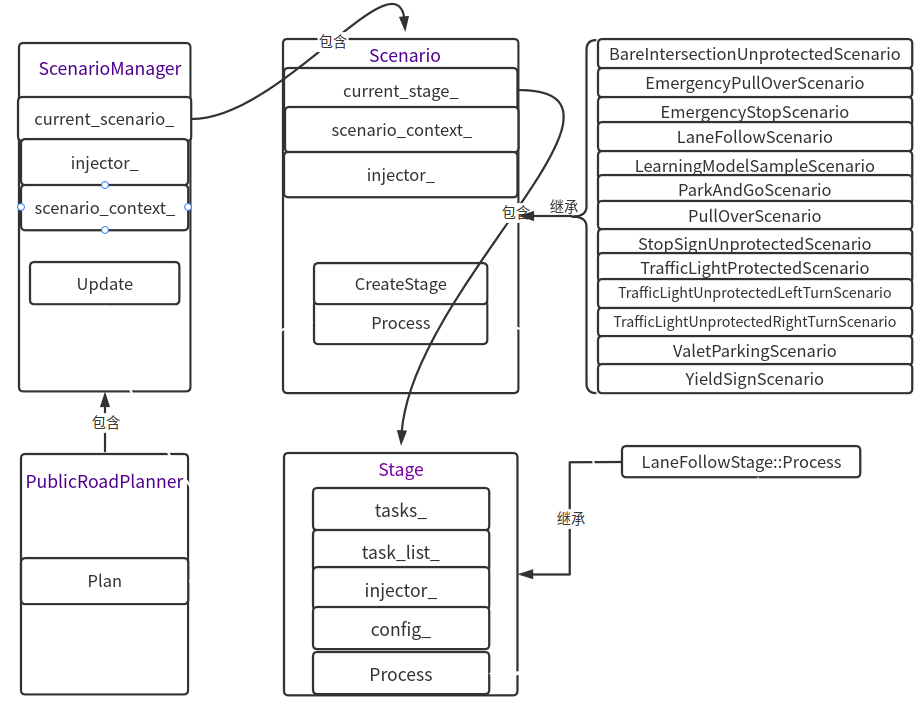 ScenarioManager
current_scenario_
injector_
scenario_context_
Update
包含
包含
PublicRoadPlanner
Plan
Scenario
current_stage_
scenario_context_
injector_
CreateStage
Process
包含
继承
BareIntersectionUnprotectedScenario
EmergencyPullOverScenario
EmergencyStopScenario
LaneFollowScenario
LearningModelSampleScenario
ParkAndGoScenario
PullOverScenario
StopSignUnprotectedScenario
TrafficLightProtectedScenario
TrafficLightUnprotectedLeftTurnScenario
TrafficLightUnprotectedRightTurnScenario
ValetParkingScenario
YieldSignScenario
Stage
tasks_
task_list_
injector_
config_
Process
继承
LaneFollowStage::Process